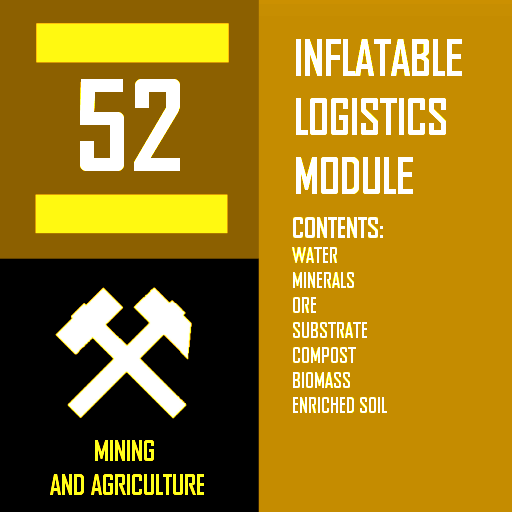 52
MINING
AND AGRICULTURE
INFLATABLE
LOGISTICS
MODULE
CONTENTS:
WATER
MINERALS
ORE
SUBSTRATE
COMPOST
BIOMASS
ENRICHED SOIL